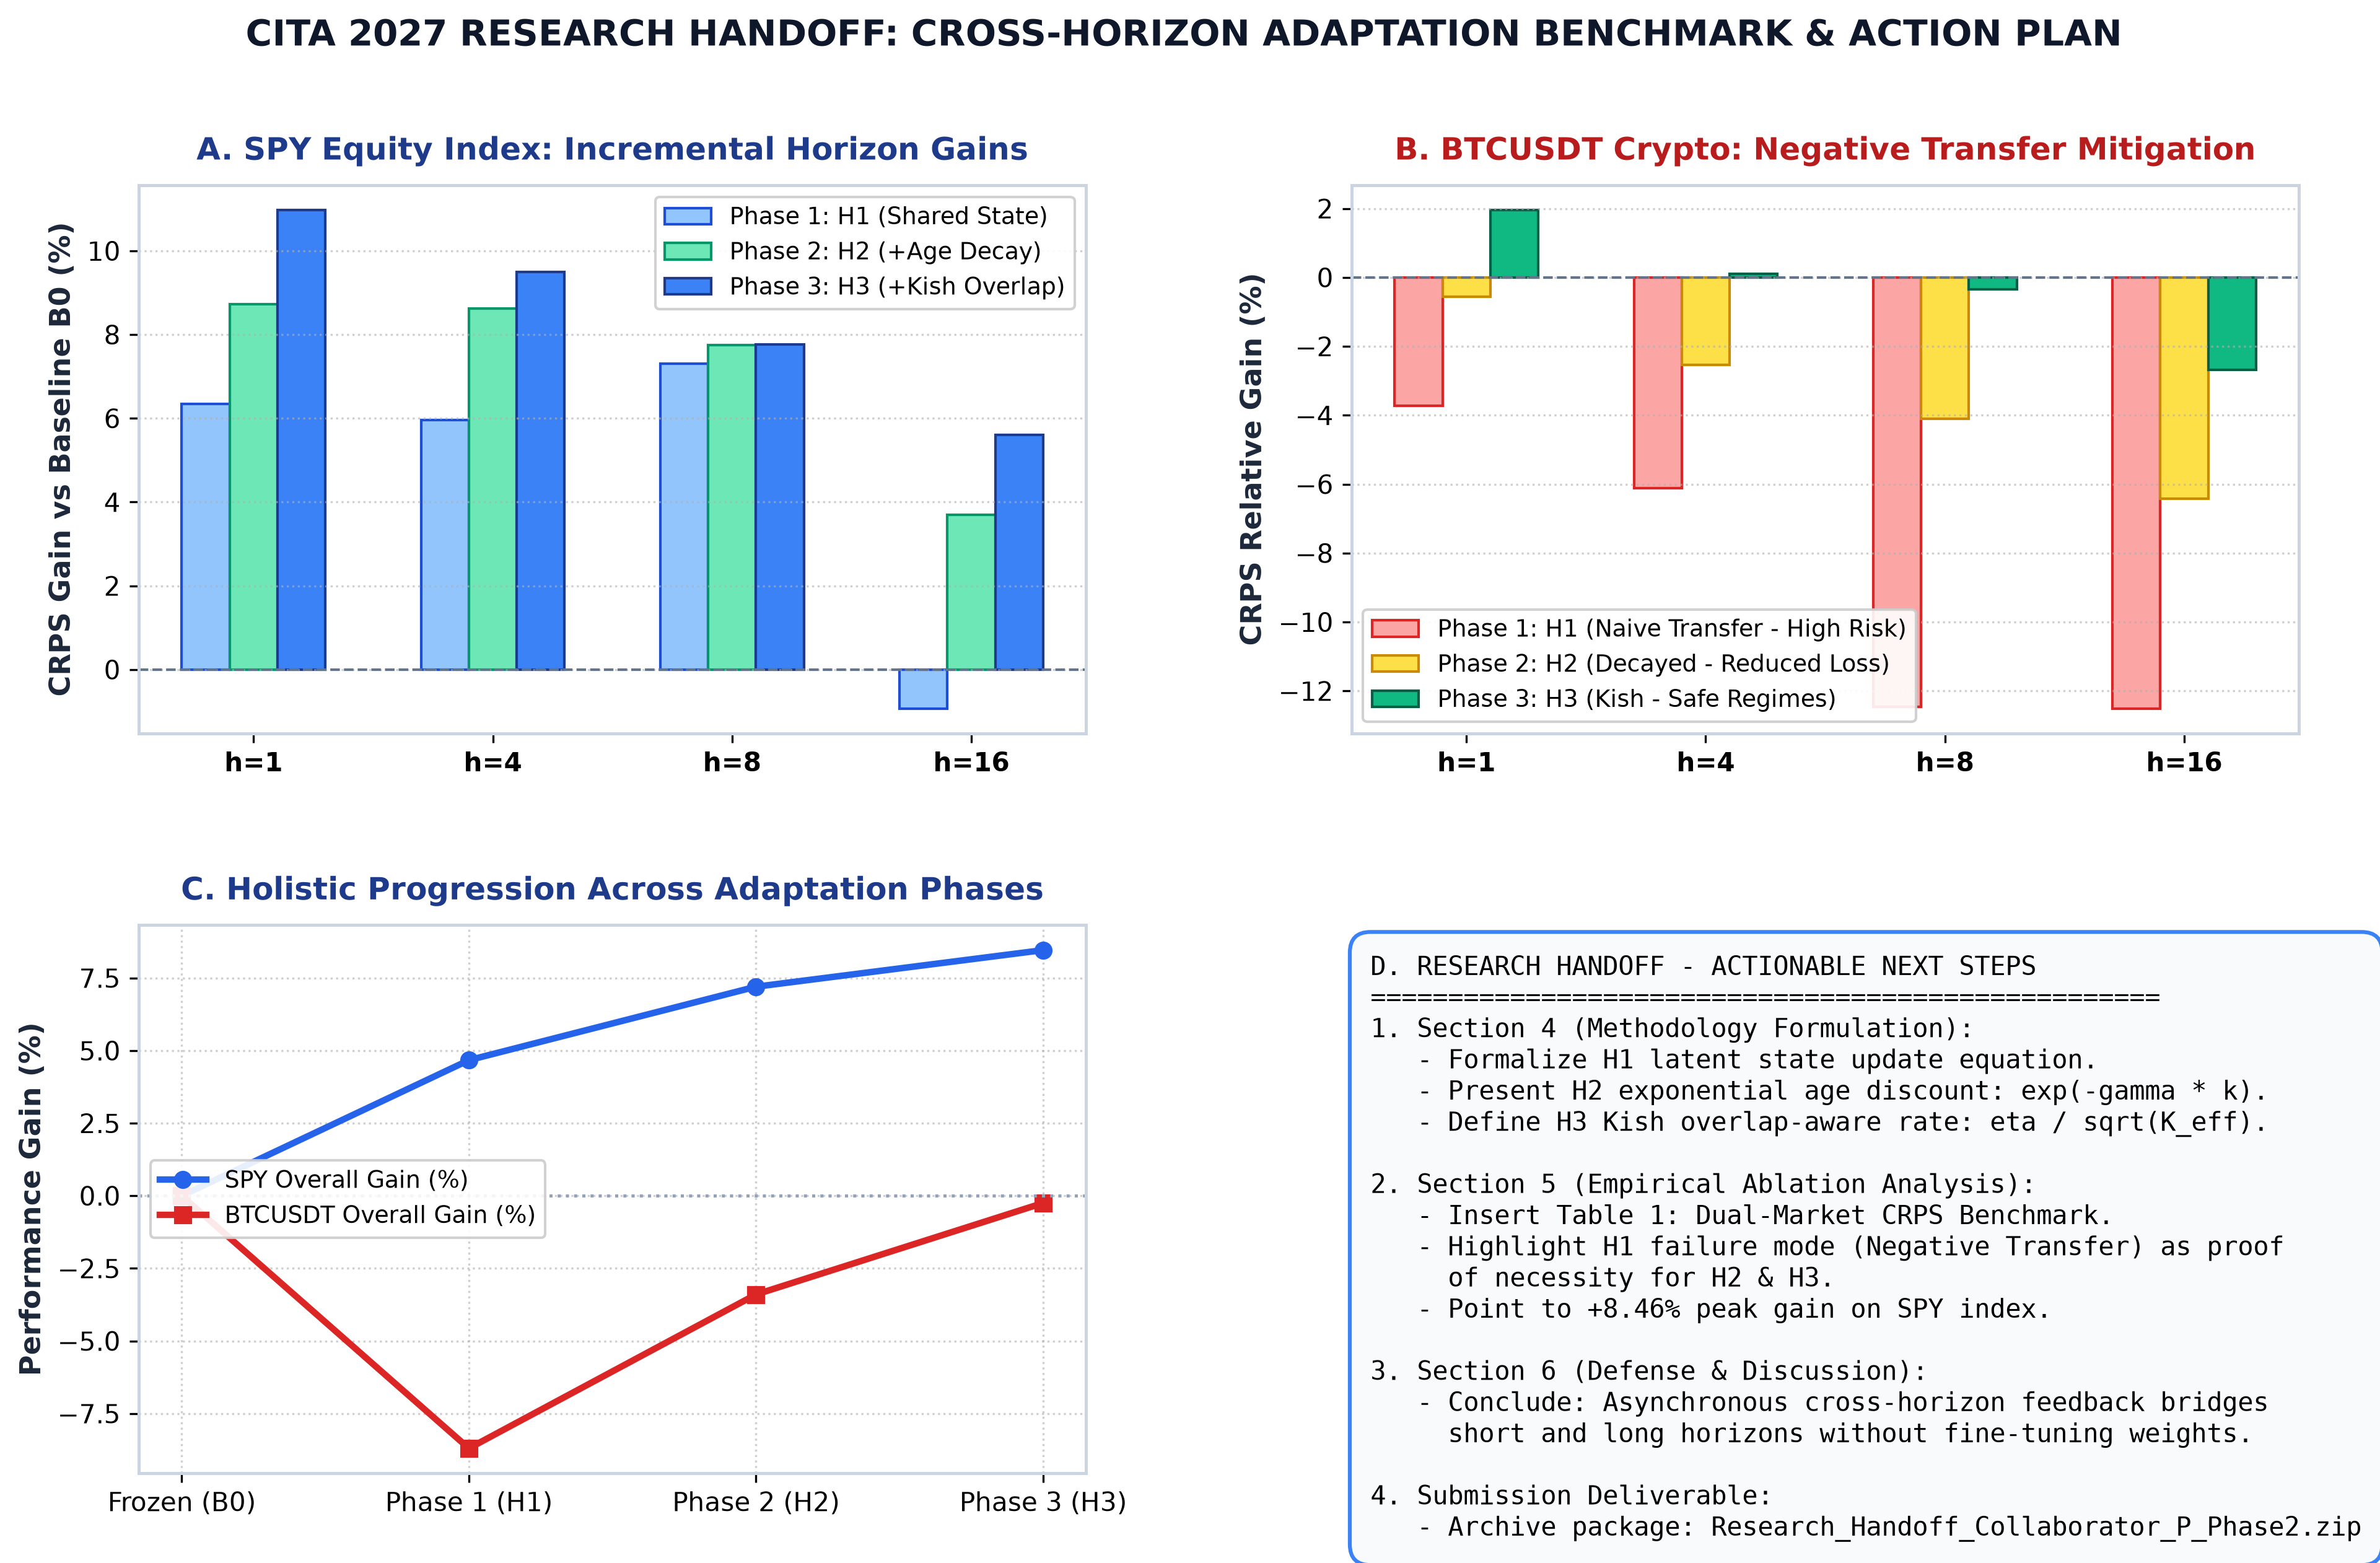 CITA 2027 RESEARCH HANDOFF: CROSS-HORIZON ADAPTATION BENCHMARK & ACTION PLAN
A. SPY Equity Index: Incremental Horizon Gains
CRPS Gain vs Baseline B0 (%)
10
8
6
4
2
0
Phase 1: H1 (Shared State)
Phase 2: H2 (+Age Decay)
Phase 3: H3 (+Kish Overlap)
h=1
h=4
h=8
h=16
B. BTCUSDT Crypto: Negative Transfer Mitigation
CRPS Relative Gain (%)
2
0
−2
−4
−6
−8
−10
−12
Phase 1: H1 (Naive Transfer - High Risk)
Phase 2: H2 (Decayed - Reduced Loss)
Phase 3: H3 (Kish - Safe Regimes)
h=1
h=4
h=8
h=16
C. Holistic Progression Across Adaptation Phases
Performance Gain (%)
7.5
5.0
2.5
0.0
−2.5
−5.0
−7.5
SPY Overall Gain (%)
BTCUSDT Overall Gain (%)
Frozen (B0)
Phase 1 (H1)
Phase 2 (H2)
Phase 3 (H3)
D. RESEARCH HANDOFF - ACTIONABLE NEXT STEPS
===================================================
1. Section 4 (Methodology Formulation):
- Formalize H1 latent state update equation.
- Present H2 exponential age discount: exp(-gamma * k).
- Define H3 Kish overlap-aware rate: eta / sqrt(K_eff).
2. Section 5 (Empirical Ablation Analysis):
- Insert Table 1: Dual-Market CRPS Benchmark.
- Highlight H1 failure mode (Negative Transfer) as proof
of necessity for H2 & H3.
- Point to +8.46% peak gain on SPY index.
3. Section 6 (Defense & Discussion):
- Conclude: Asynchronous cross-horizon feedback bridges
short and long horizons without fine-tuning weights.
4. Submission Deliverable:
- Archive package: Research_Handoff_Collaborator_P_Phase2.zip